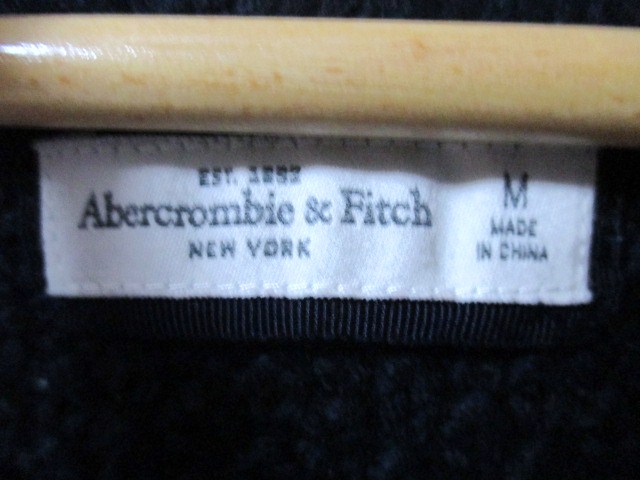 EST. 1892
Abercrombie & Fitch
NEW YORK
M
MADE
IN CHINA